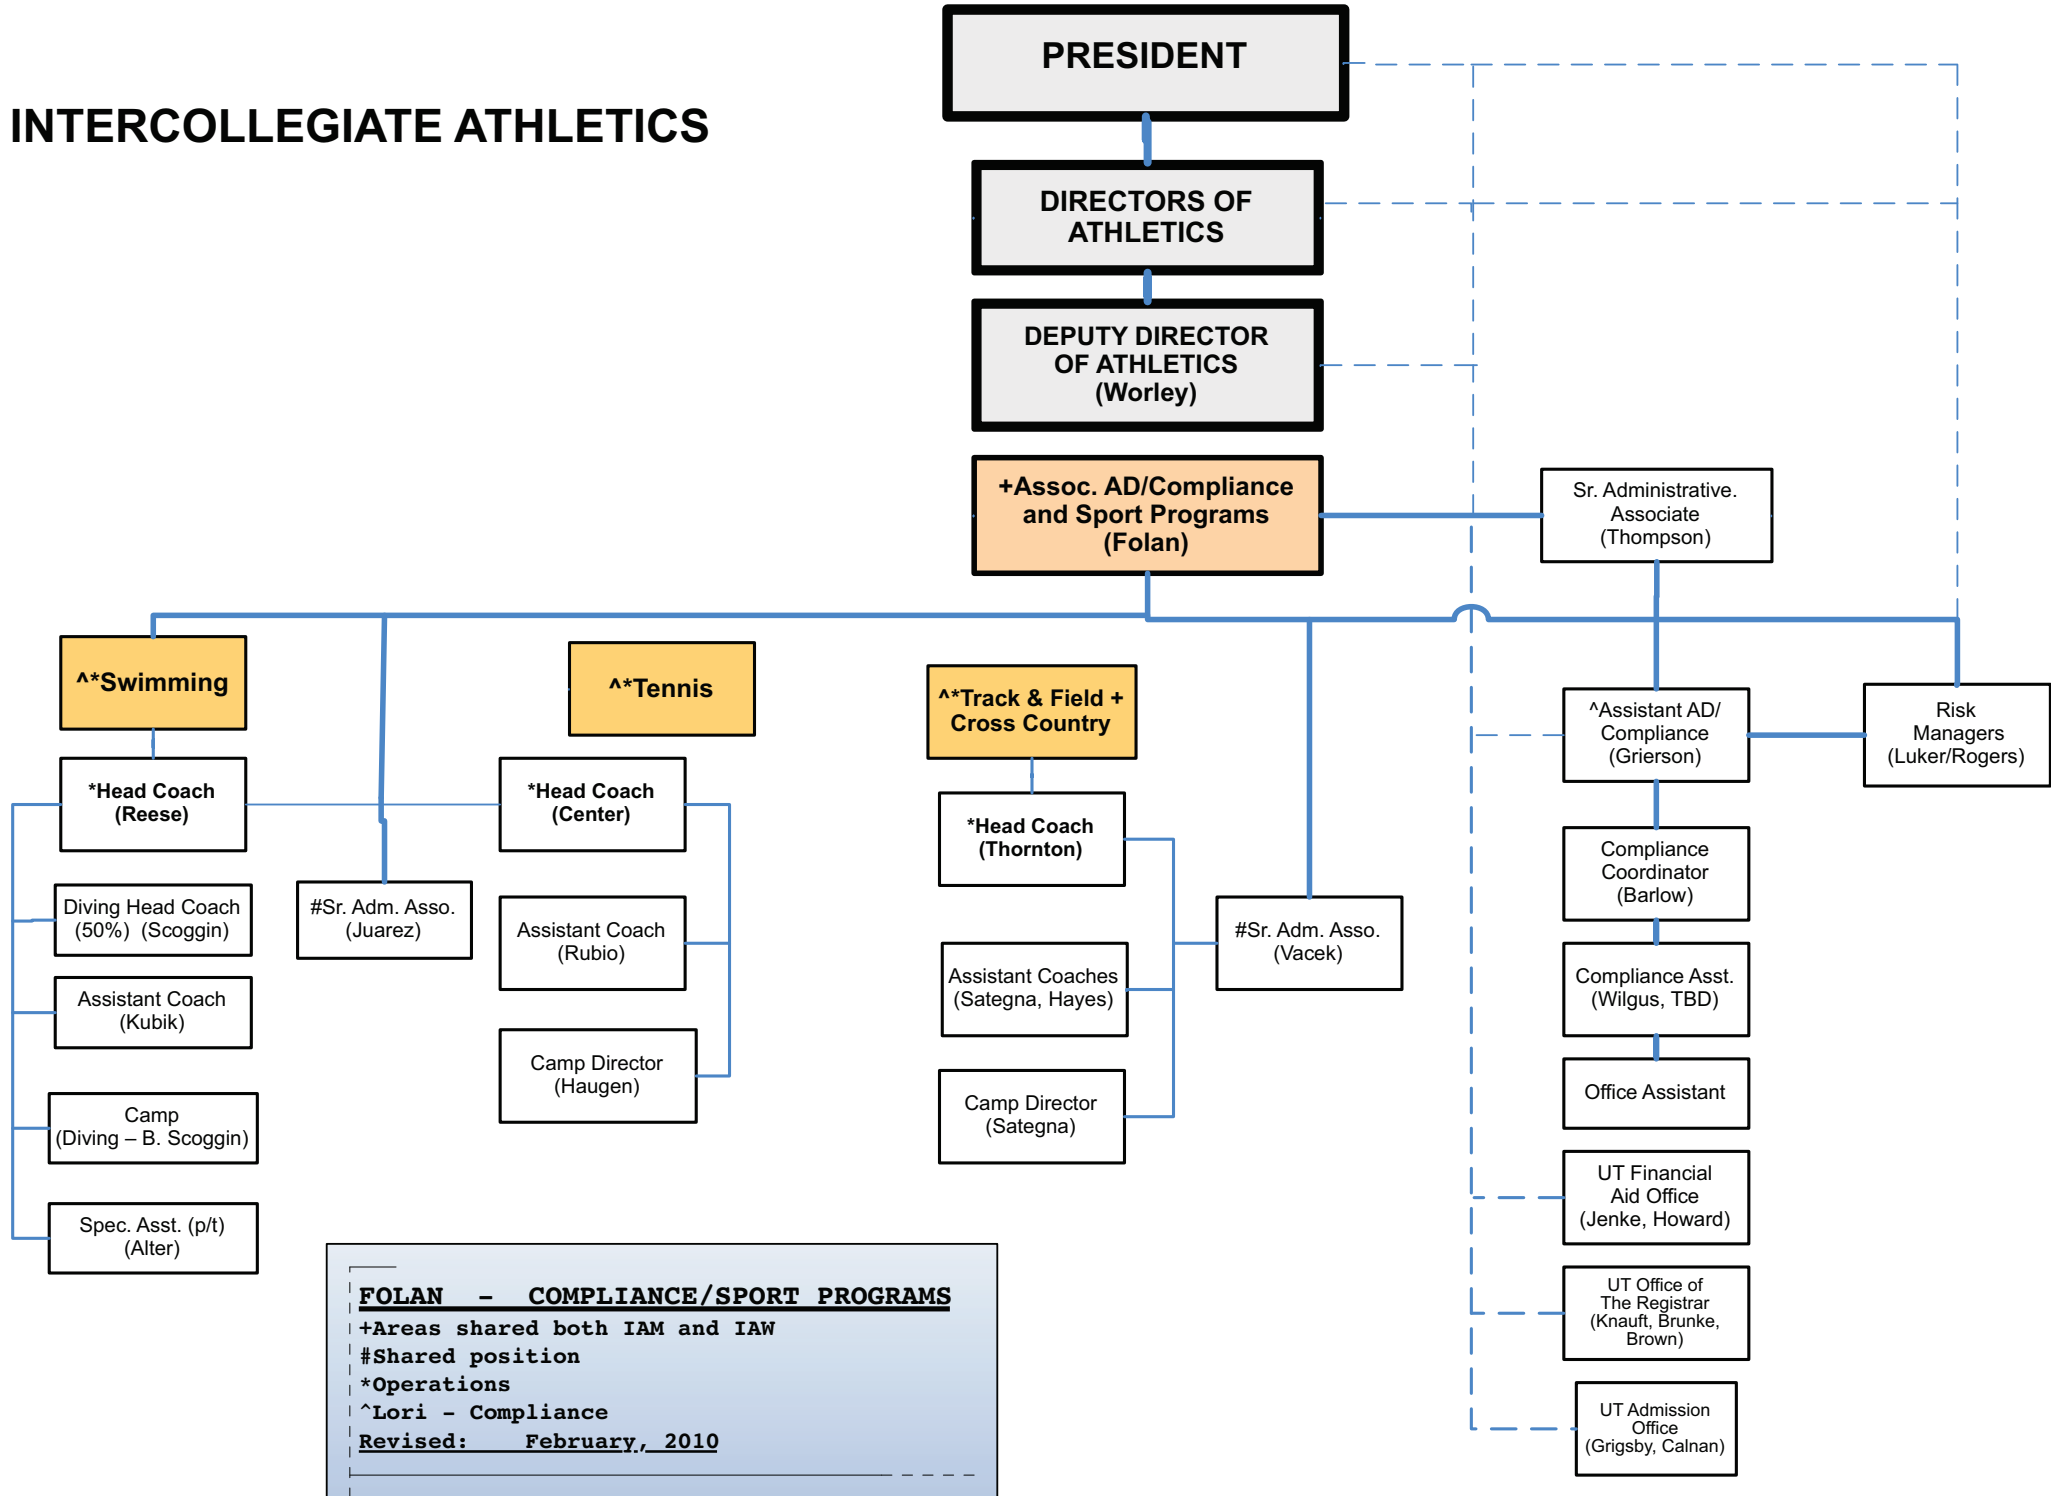 PRESIDENT
INTERCOLLEGIATE ATHLETICS
DIRECTORS OF
ATHLETICS
DEPUTY DIRECTOR
OF ATHLETICS
(Worley)
+Assoc. AD/Compliance
and Sport Programs
(Folan)
Sr. Administrative.
Associate
(Thompson)
^*Swimming
^*Tennis
^*Track & Field +
Cross Country
^Assistant AD/
Compliance
(Grierson)
Risk
Managers
(Luker/Rogers)
*Head Coach
(Reese)
*Head Coach
(Center)
*Head Coach
(Thornton)
Compliance
Coordinator
(Barlow)
Diving Head Coach
(50%) (Scoggin)
#Sr. Adm. Asso.
(Juarez)
Assistant Coach
(Rubio)
#Sr. Adm. Asso.
(Vacek)
Assistant Coaches
(Sategna, Hayes)
Compliance Asst.
(Wilgus, TBD)
Assistant Coach
(Kubik)
Camp Director
(Haugen)
Camp Director
(Sategna)
Office Assistant
Camp
(Diving – B. Scoggin)
UT Financial
Aid Office
(Jenke, Howard)
Spec. Asst. (p/t)
(Alter)
UT Office of
The Registrar
(Knauft, Brunke,
Brown)
UT Admission
Office
(Grigsby, Calnan)
FOLAN – COMPLIANCE/SPORT PROGRAMS
+Areas shared both IAM and IAW
#Shared position
*Operations
^Lori – Compliance
Revised: February, 2010